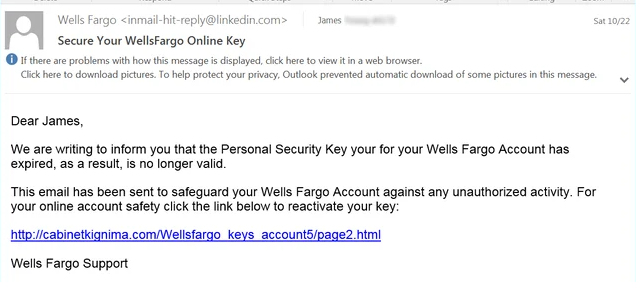 Wells Fargo <inmail-hit-reply@linkedin.com>
James
Sat 10/22
Secure Your WellsFargo Online Key
If there are problems with how this message is displayed, click here to view it in a web browser.
Click here to download pictures. To help protect your privacy, Outlook prevented automatic download of some pictures in this message.
Dear James,
We are writing to inform you that the Personal Security Key your for your Wells Fargo Account has
expired, as a result, is no longer valid.
This email has been sent to safeguard your Wells Fargo Account against any unauthorized activity. For
your online account safety click the link below to reactivate your key:
http://cabinetkignima.com/Wellsfargo_keys_account5/page2.html
Wells Fargo Support